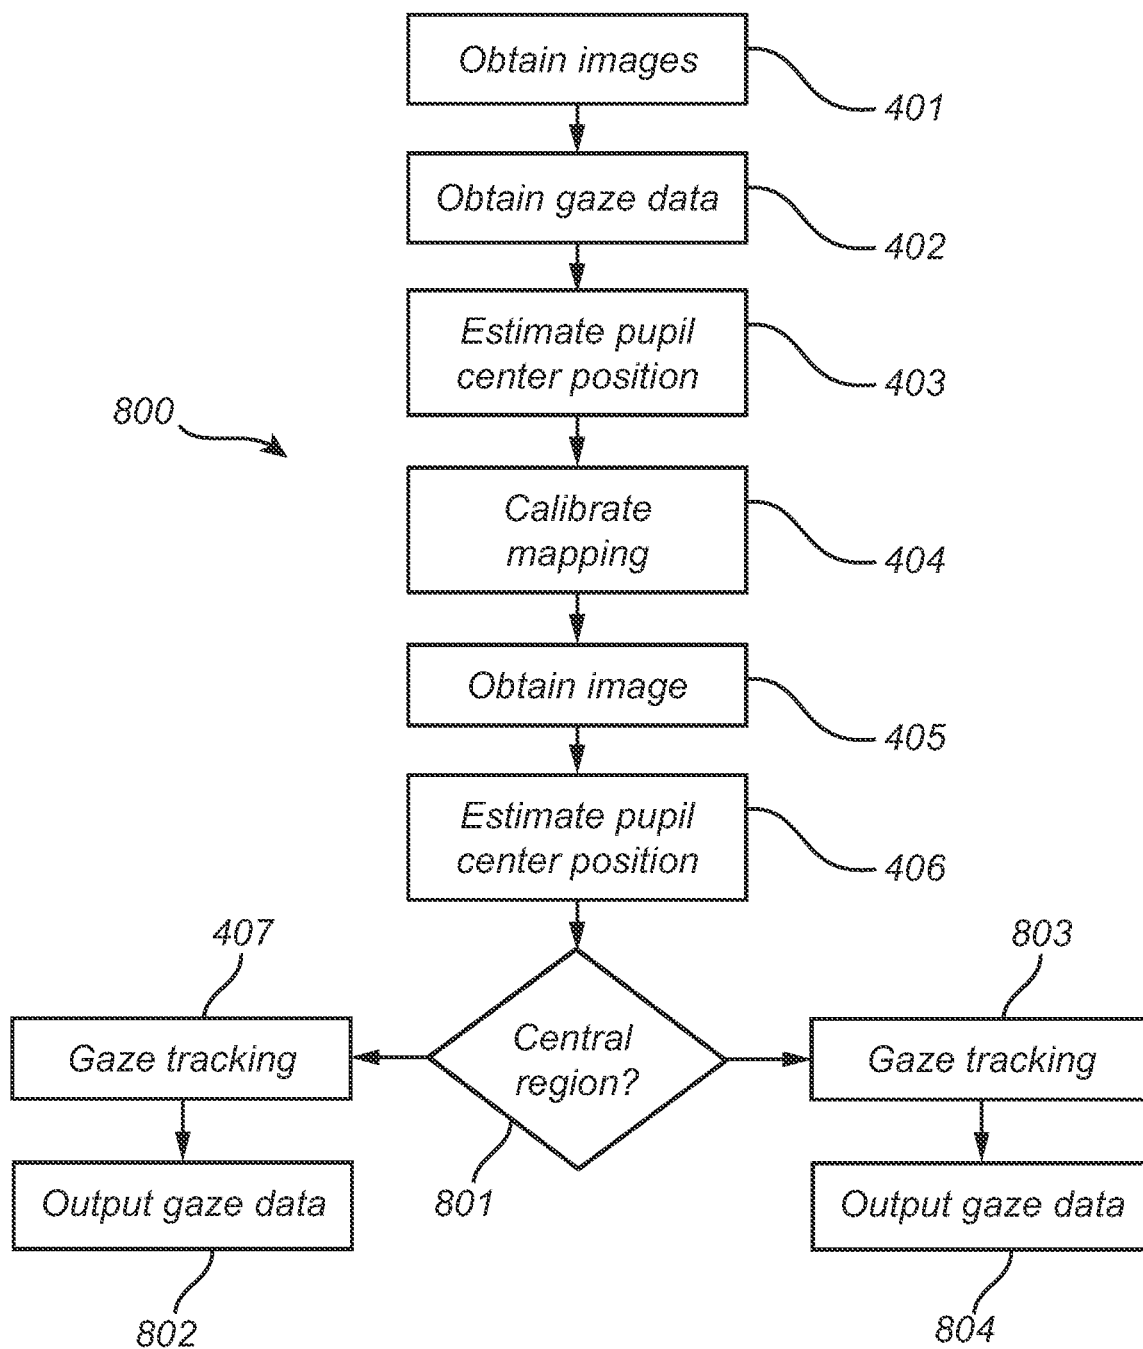 Obtain images
401
Obtain gaze data
402
Estimate pupil
center position
403
800
Calibrate
mapping
404
Obtain image
405
Estimate pupil
center position
406
407
803
Gaze tracking
Central
region?
Gaze tracking
801
Output gaze data
Output gaze data
802
804